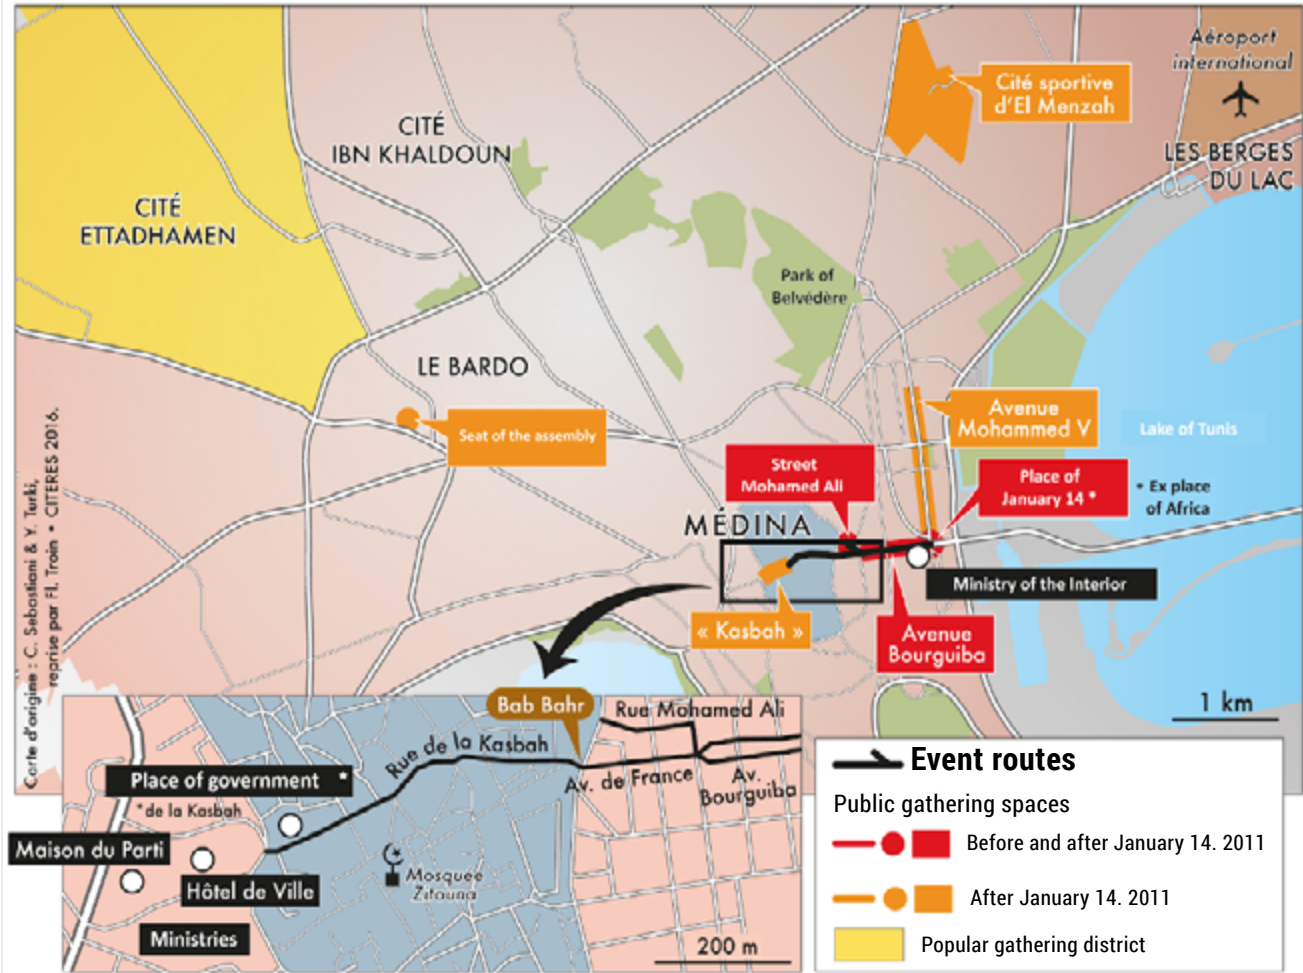 Aéroport
international
Cité sportive
d'El Menzah
CITÉ
IBN KHALDOUN
LES BERGES
DU LAC
CITÉ
ETTADHAMEN
Park of
Belvédère
LE BARDO
Avenue
Mohammed V
Seat of the assembly
Lake of Tunis
Street
Mohamed Ali
Place of
January 14 *
* Ex place
of Africa
MÉDINA
Ministry of the Interior
« Kasbah »
Avenue
Bourguiba
1 km
Carte d'origine : C. Sebastiani & Y. Turki,
reprise par Fl. Troin • CITERES 2016.
Bab Bahr
Rue Mohamed Ali
Rue de la Kasbah
Av. de France
Av.
Bourguiba
Place of government *
*de la Kasbah
Maison du Parti
Hôtel de Ville
Mosquée
Zitouna
Ministries
200 m
Event routes
Public gathering spaces
Before and after January 14. 2011
After January 14. 2011
Popular gathering district